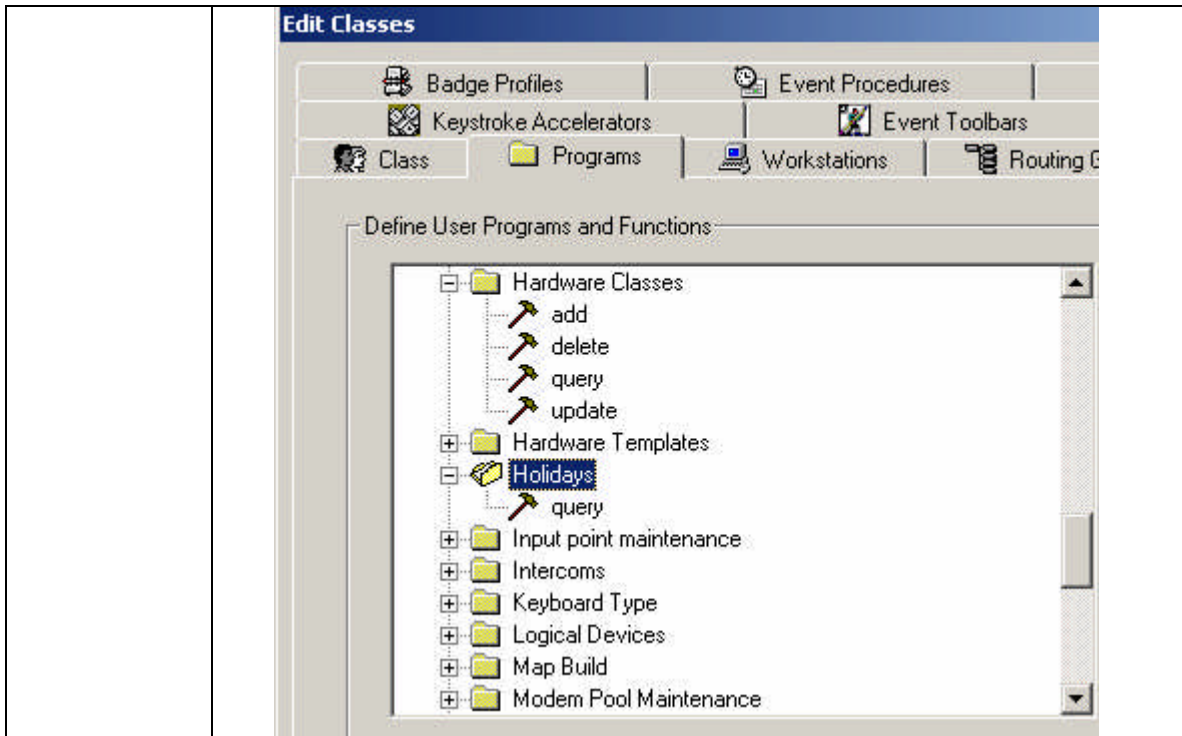 Edit Classes
Badge Profiles Event Procedures
Keystroke Accelerators Event Toolbars
Class Programs Workstations Routing
Define User Programs and Functions
Hardware Classes
add
delete
query
update
Hardware Templates
Holidays
query
Input point maintenance
Intercoms
Keyboard Type
Logical Devices
Map Build
Modem Pool Maintenance